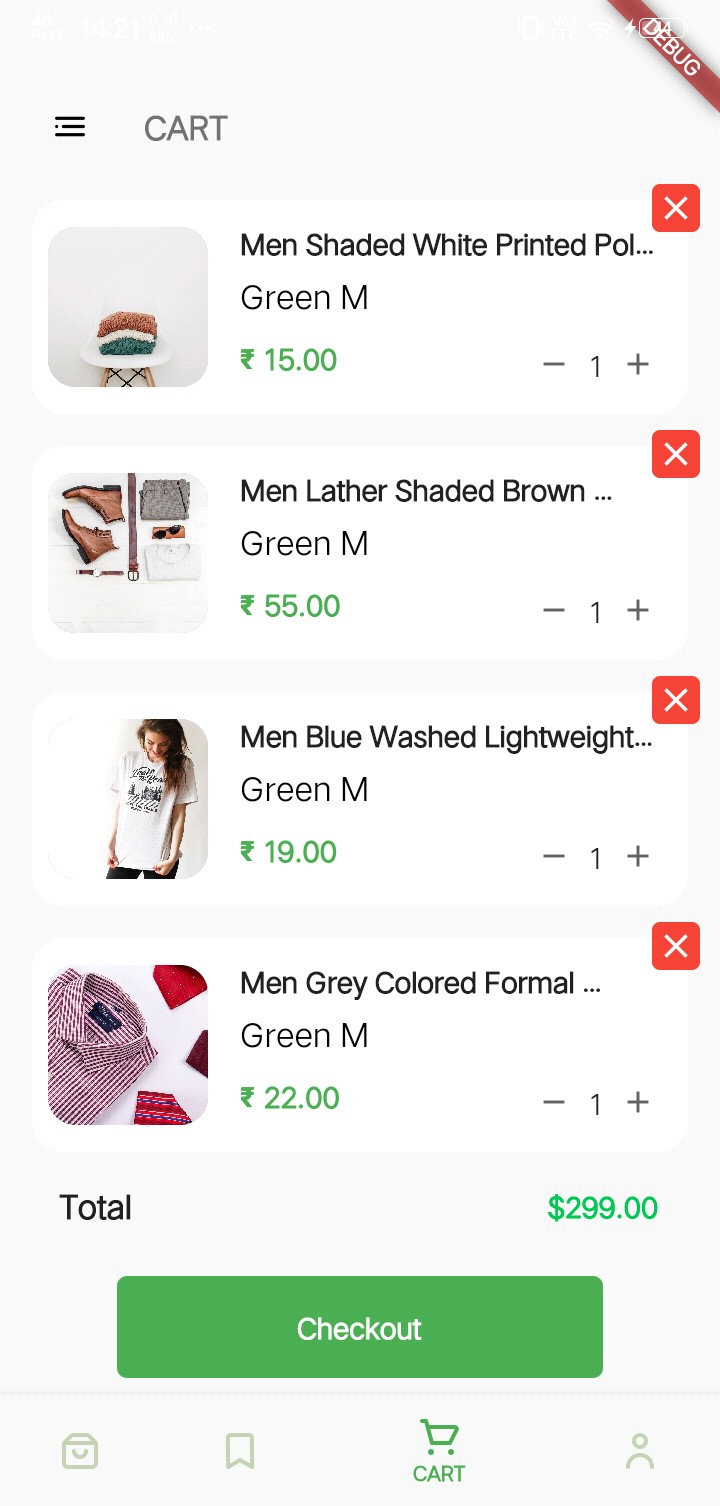 14:21
DEBUG
CART
Men Shaded White Printed Pol...
Green M
₹ 15.00
1
Men Lather Shaded Brown ...
Green M
₹ 55.00
1
Men Blue Washed Lightweight...
Green M
₹ 19.00
1
Men Grey Colored Formal ...
Green M
₹ 22.00
1
Total
$299.00
Checkout
CART